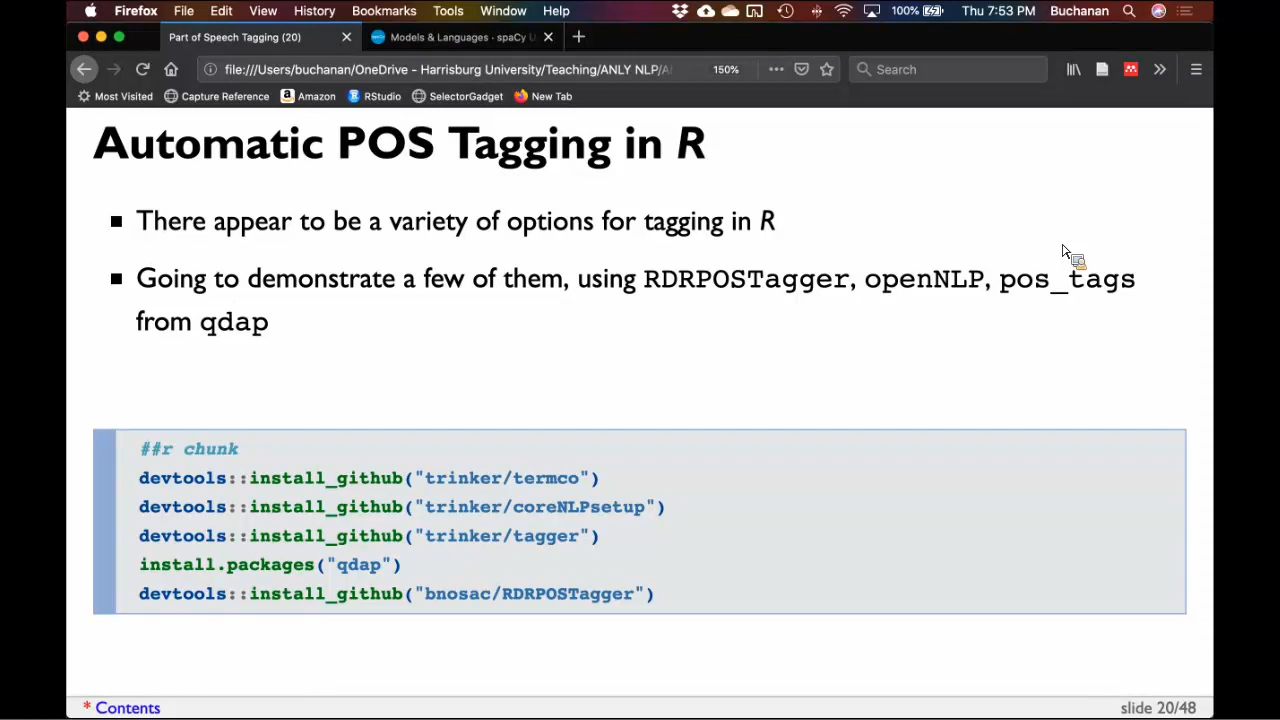 Firefox File Edit View History Bookmarks Tools Window Help 100% Thu 7:53 PM Buchanan
Part of Speech Tagging (20) Models & Languages · spaCy U
file:///Users/buchanan/OneDrive - Harrisburg University/Teaching/ANLY NLP/A 150% Search
Most Visited Capture Reference Amazon RStudio SelectorGadget New Tab
Automatic POS Tagging in R
There appear to be a variety of options for tagging in R
Going to demonstrate a few of them, using RDRPOSTagger, openNLP, pos_tags
from qdap
##r chunk
devtools::install_github("trinker/termco")
devtools::install_github("trinker/coreNLPsetup")
devtools::install_github("trinker/tagger")
install.packages("qdap")
devtools::install_github("bnosac/RDRPOSTagger")
* Contents slide 20/48